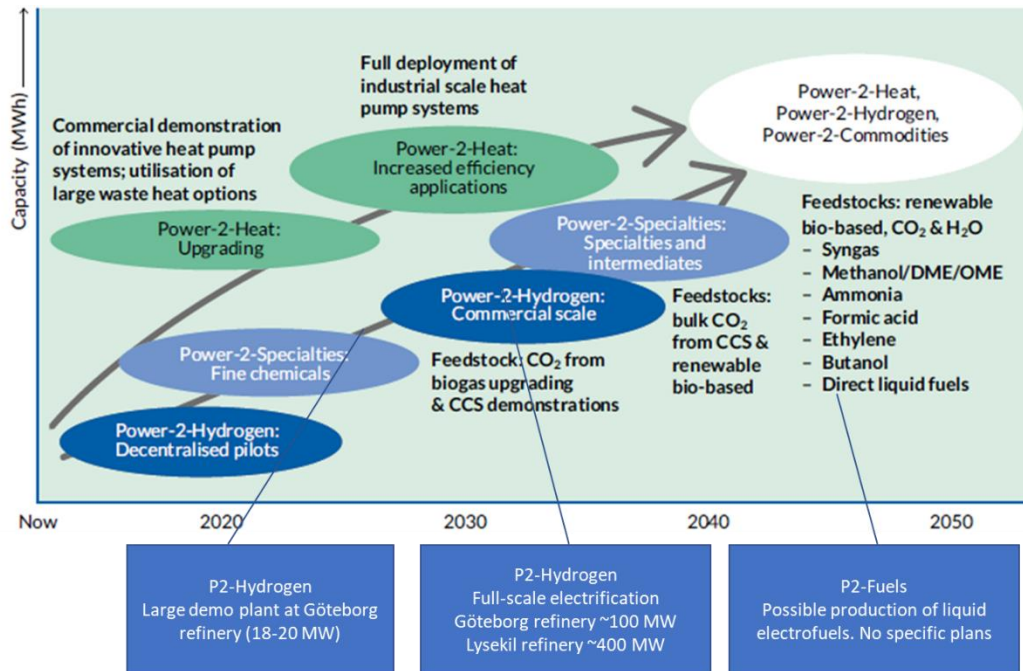 Capacity (MWh)
Commercial demonstration
of innovative heat pump
systems; utilisation of
large waste heat options
Full deployment of
industrial scale heat
pump systems
Power-2-Heat:
Upgrading
Power-2-Heat:
Increased efficiency
applications
Power-2-Heat,
Power-2-Hydrogen,
Power-2-Commodities
Power-2-Specialties:
Fine chemicals
Power-2-Specialties:
Specialties and
intermediates
Power-2-Hydrogen:
Decentralised pilots
Power-2-Hydrogen:
Commercial scale
Feedstock: CO₂ from
biogas upgrading
& CCS demonstrations
Feedstocks:
bulk CO₂
from CCS &
renewable
bio-based
Feedstocks: renewable
bio-based, CO₂ & H₂O
– Syngas
– Methanol/DME/OME
– Ammonia
– Formic acid
– Ethylene
– Butanol
– Direct liquid fuels
Now
2020
2030
2040
2050
P2-Hydrogen
Large demo plant at Göteborg
refinery (18-20 MW)
P2-Hydrogen
Full-scale electrification
Göteborg refinery ~100 MW
Lysekil refinery ~400 MW
P2-Fuels
Possible production of liquid
electrofuels. No specific plans